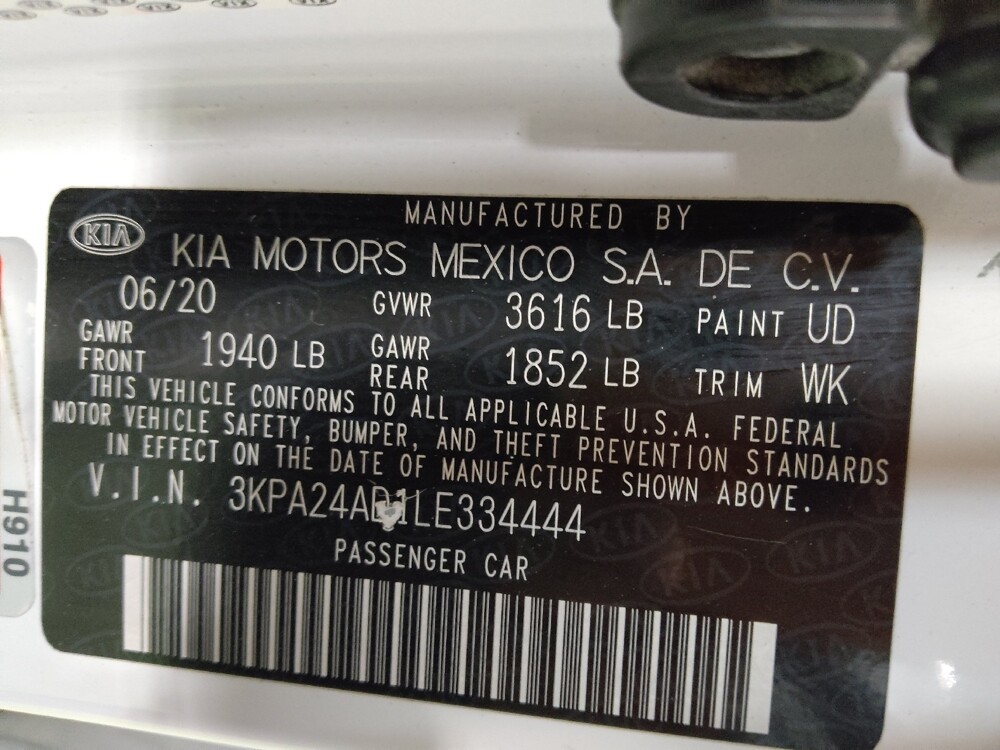 KIA
MANUFACTURED BY
KIA MOTORS MEXICO S.A. DE C.V.
06/20 GVWR 3616 LB PAINT UD
GAWR FRONT 1940 LB GAWR REAR 1852 LB TRIM WK
THIS VEHICLE CONFORMS TO ALL APPLICABLE U.S.A. FEDERAL
MOTOR VEHICLE SAFETY, BUMPER, AND THEFT PREVENTION STANDARDS
IN EFFECT ON THE DATE OF MANUFACTURE SHOWN ABOVE.
V.I.N. 3KPA24AD1LE334444
PASSENGER CAR
H910